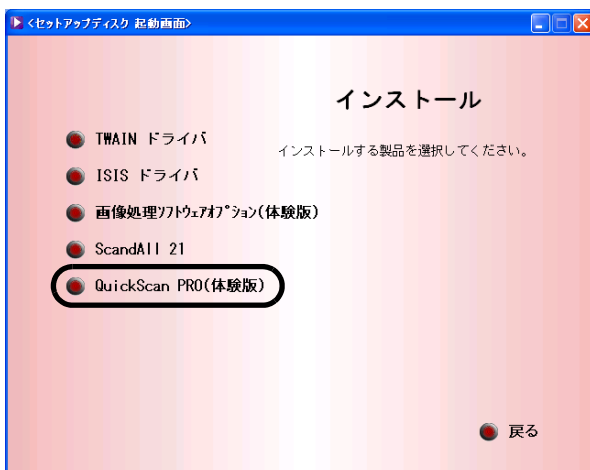 <セットアップディスク 起動画面>
インストール
インストールする製品を選択してください。
TWAIN ドライバ
ISIS ドライバ
画像処理ｿﾌﾄｳｪｱｵﾌﾟｼｮﾝ(体験版)
ScandAll 21
QuickScan PRO(体験版)
戻る